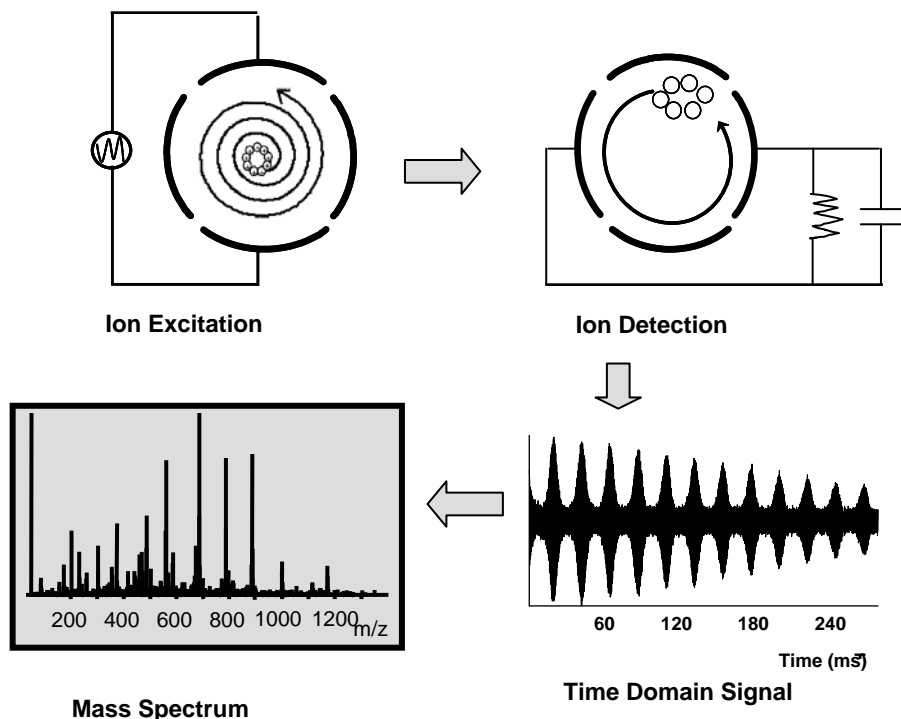 Ion Excitation
Ion Detection
200 400 600 800 1000 1200 m/z
Mass Spectrum
60 120 180 240
Time (ms)
Time Domain Signal